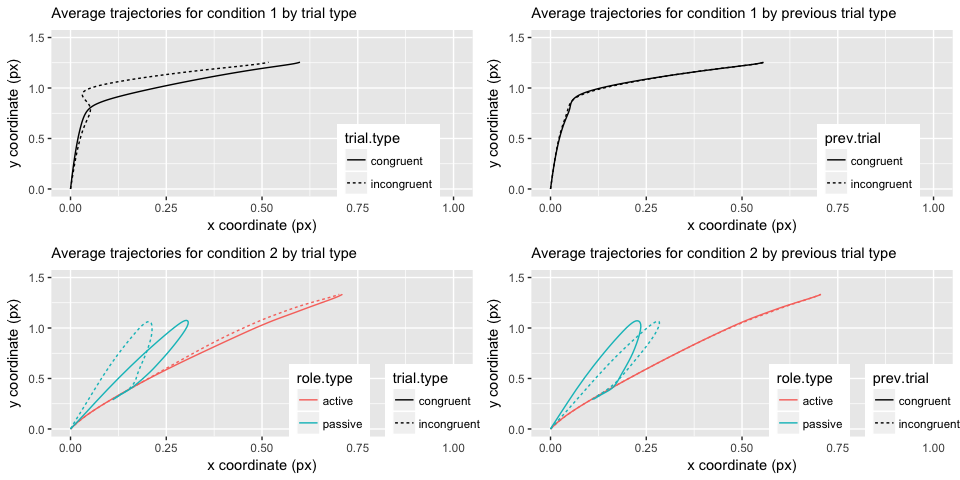 Average trajectories for condition 1 by trial type
1.5
1.0
0.5
0.0
y coordinate (px)
trial.type
congruent
incongruent
0.00 0.25 0.50 0.75 1.00
x coordinate (px)
Average trajectories for condition 1 by previous trial type
1.5
1.0
0.5
0.0
y coordinate (px)
prev.trial
congruent
incongruent
0.00 0.25 0.50 0.75 1.00
x coordinate (px)
Average trajectories for condition 2 by trial type
1.5
1.0
0.5
0.0
y coordinate (px)
role.type trial.type
active congruent
passive incongruent
0.00 0.25 0.50 0.75 1.00
x coordinate (px)
Average trajectories for condition 2 by previous trial type
1.5
1.0
0.5
0.0
y coordinate (px)
role.type prev.trial
active congruent
passive incongruent
0.00 0.25 0.50 0.75 1.00
x coordinate (px)